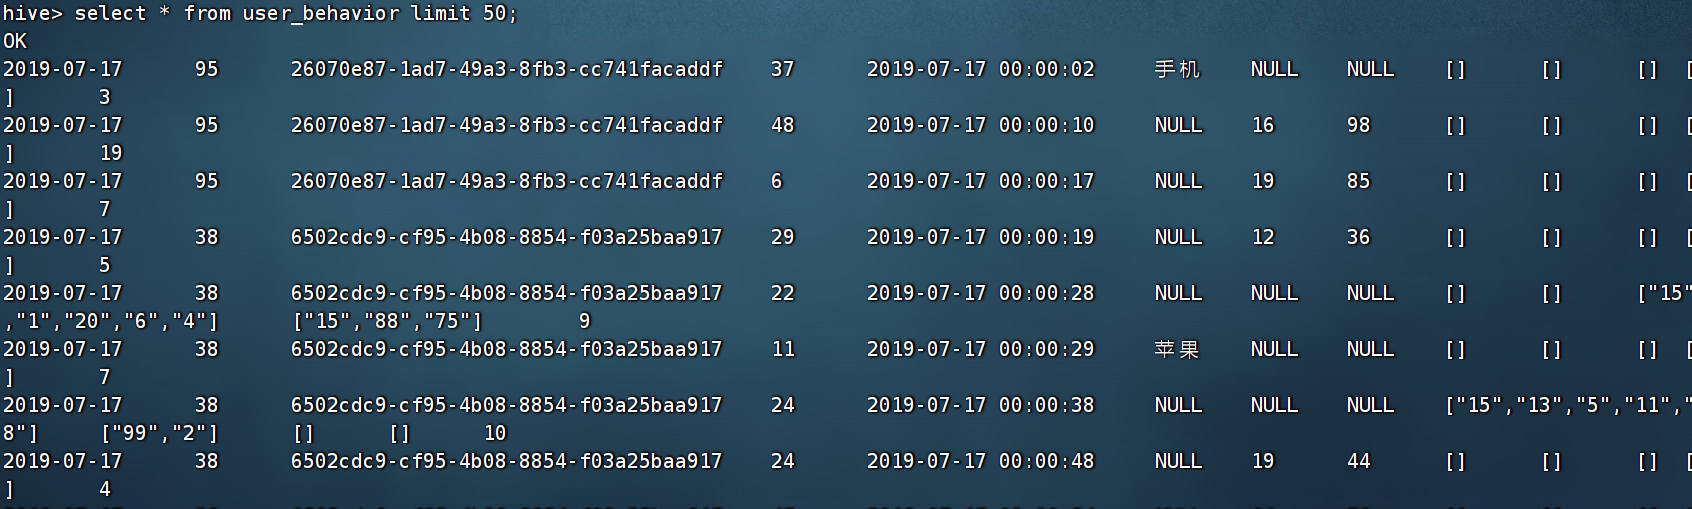 hive> select * from user_behavior limit 50;
OK
2019-07-17 95 26070e87-1ad7-49a3-8fb3-cc741facaddf 37 2019-07-17 00:00:02 手机 NULL NULL [] [] [] [
] 3
2019-07-17 95 26070e87-1ad7-49a3-8fb3-cc741facaddf 48 2019-07-17 00:00:10 NULL 16 98 [] [] [] [
] 19
2019-07-17 95 26070e87-1ad7-49a3-8fb3-cc741facaddf 6 2019-07-17 00:00:17 NULL 19 85 [] [] [] [
] 7
2019-07-17 38 6502cdc9-cf95-4b08-8854-f03a25baa917 29 2019-07-17 00:00:19 NULL 12 36 [] [] [] [
] 5
2019-07-17 38 6502cdc9-cf95-4b08-8854-f03a25baa917 22 2019-07-17 00:00:28 NULL NULL NULL [] [] ["15"
,"1","20","6","4"] ["15","88","75"] 9
2019-07-17 38 6502cdc9-cf95-4b08-8854-f03a25baa917 11 2019-07-17 00:00:29 苹果 NULL NULL [] [] [] [
] 7
2019-07-17 38 6502cdc9-cf95-4b08-8854-f03a25baa917 24 2019-07-17 00:00:38 NULL NULL NULL ["15","13","5","11","
8"] ["99","2"] [] [] 10
2019-07-17 38 6502cdc9-cf95-4b08-8854-f03a25baa917 24 2019-07-17 00:00:48 NULL 19 44 [] [] [] [
] 4